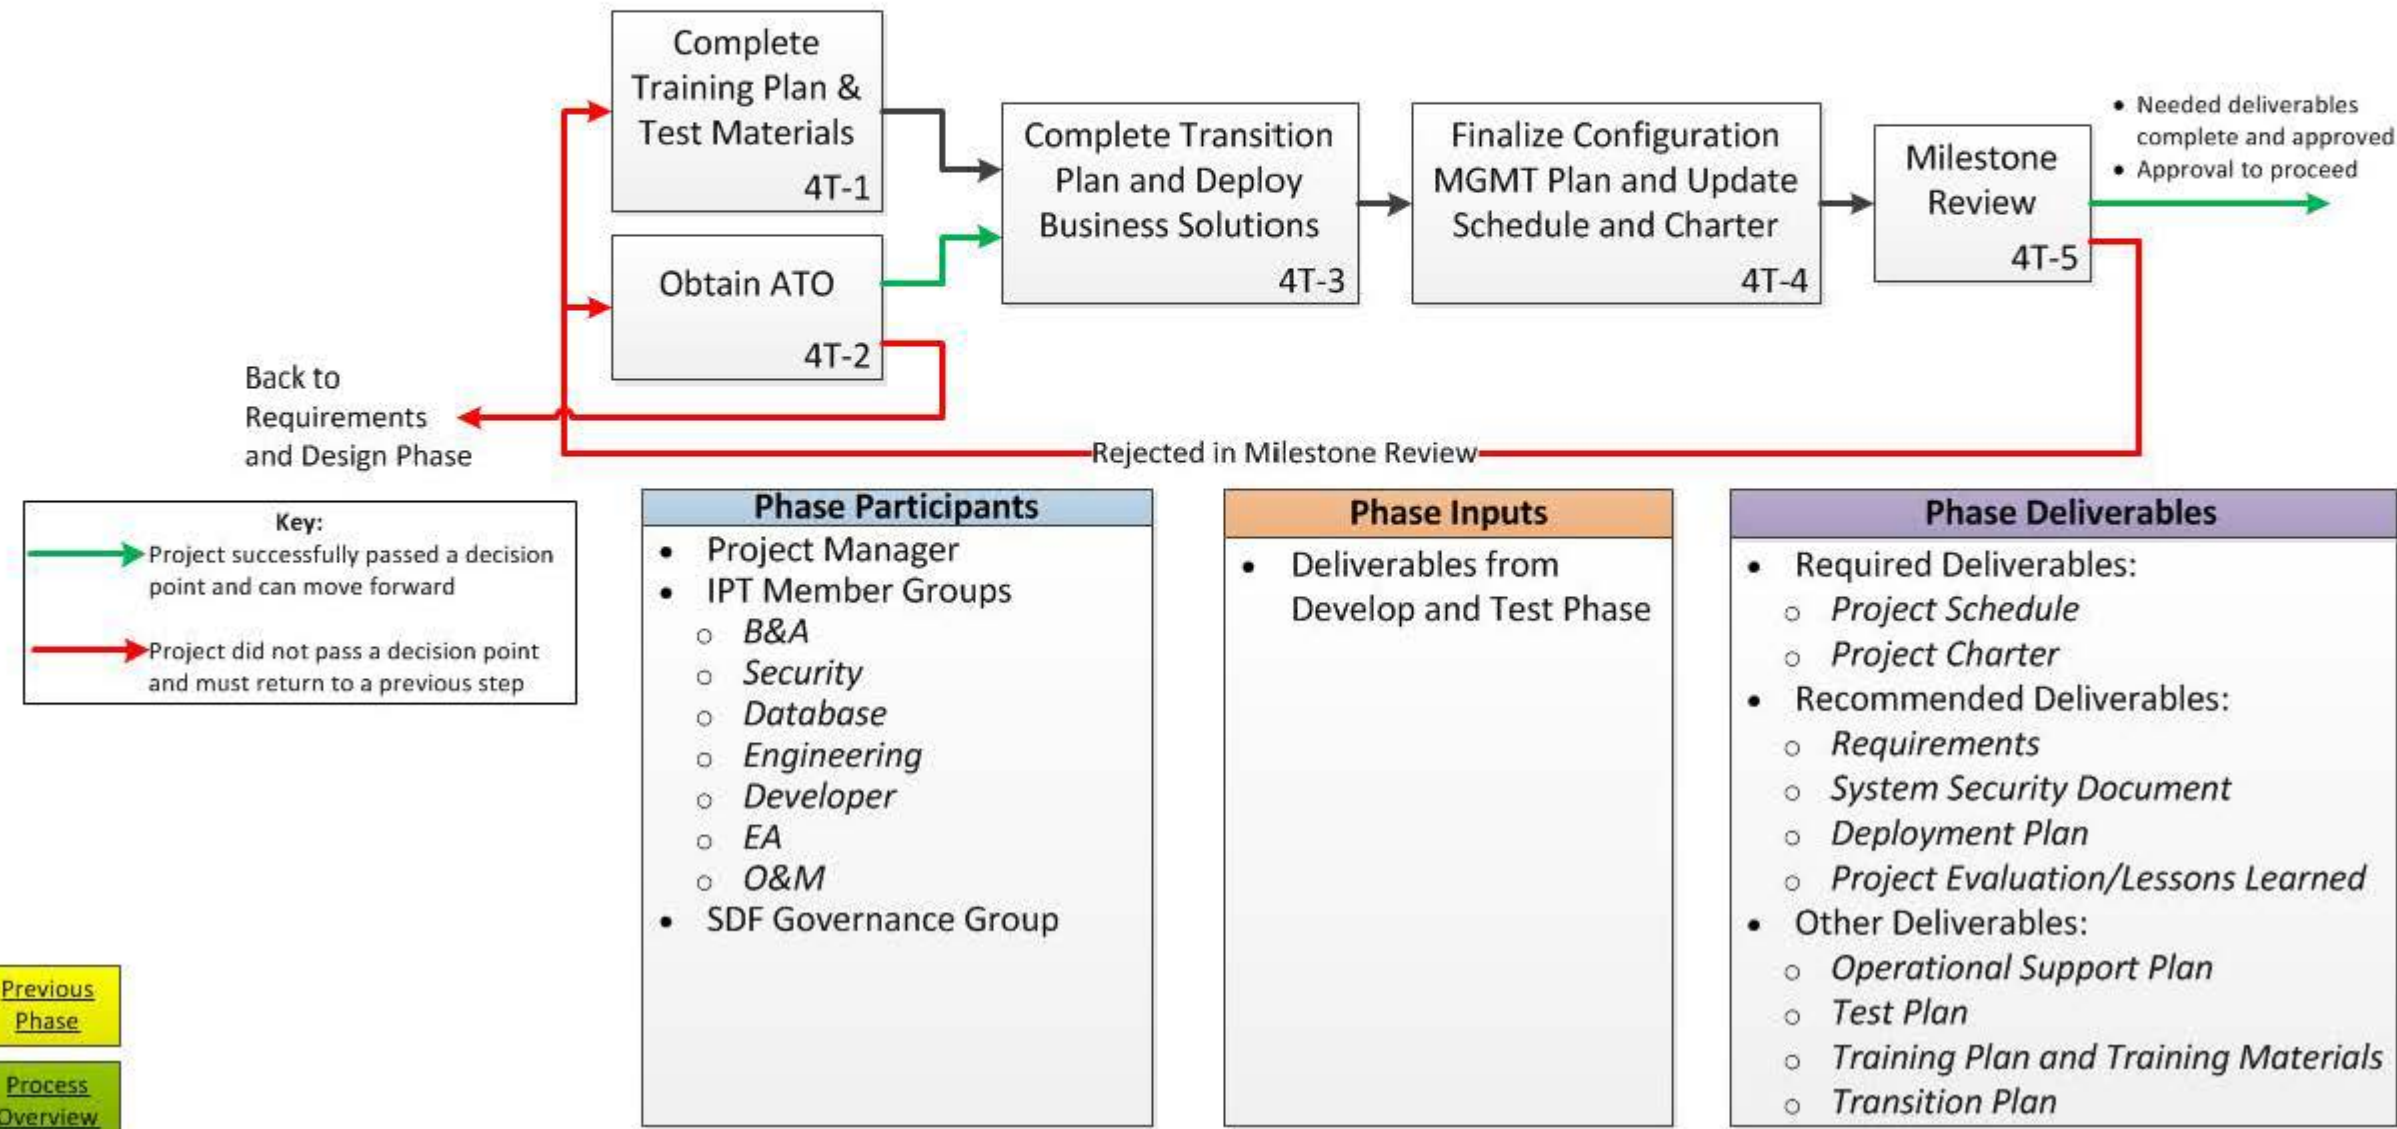 Complete
Training Plan &
Test Materials
4T-1
Obtain ATO
4T-2
Complete Transition
Plan and Deploy
Business Solutions
4T-3
Finalize Configuration
MGMT Plan and Update
Schedule and Charter
4T-4
Milestone
Review
4T-5
• Needed deliverables
complete and approved
• Approval to proceed
Back to
Requirements
and Design Phase
Rejected in Milestone Review
Key:
Project successfully passed a decision
point and can move forward
Project did not pass a decision point
and must return to a previous step
Phase Participants
• Project Manager
• IPT Member Groups
o B&A
o Security
o Database
o Engineering
o Developer
o EA
o O&M
• SDF Governance Group
Phase Inputs
• Deliverables from
Develop and Test Phase
Phase Deliverables
• Required Deliverables:
o Project Schedule
o Project Charter
• Recommended Deliverables:
o Requirements
o System Security Document
o Deployment Plan
o Project Evaluation/Lessons Learned
• Other Deliverables:
o Operational Support Plan
o Test Plan
o Training Plan and Training Materials
o Transition Plan
Previous
Phase
Process
Overview